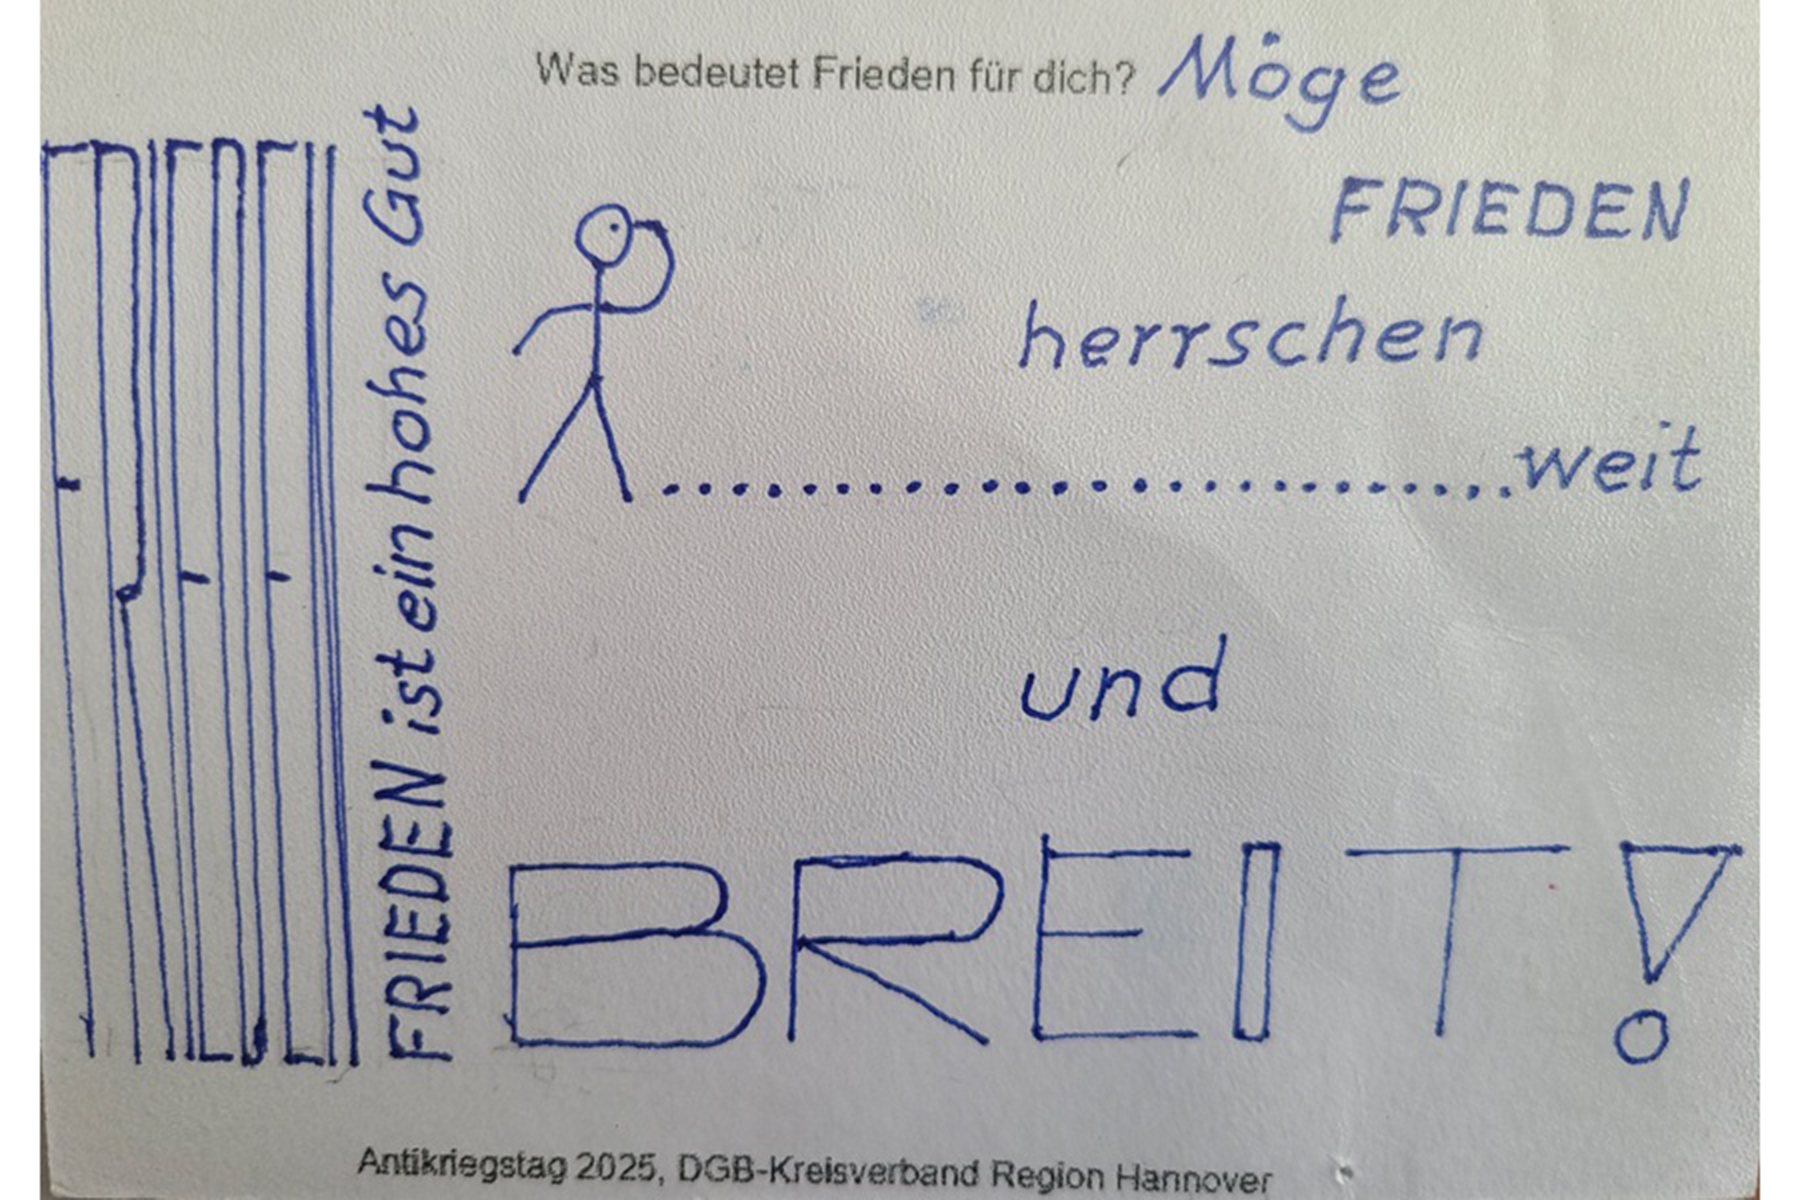 Was bedeutet Frieden für dich? Möge
FRIEDEN
herrschen
weit
und
BREIT!
FRIEDEN
FRIEDEN ist ein hohes Gut
Antikriegstag 2025, DGB-Kreisverband Region Hannover